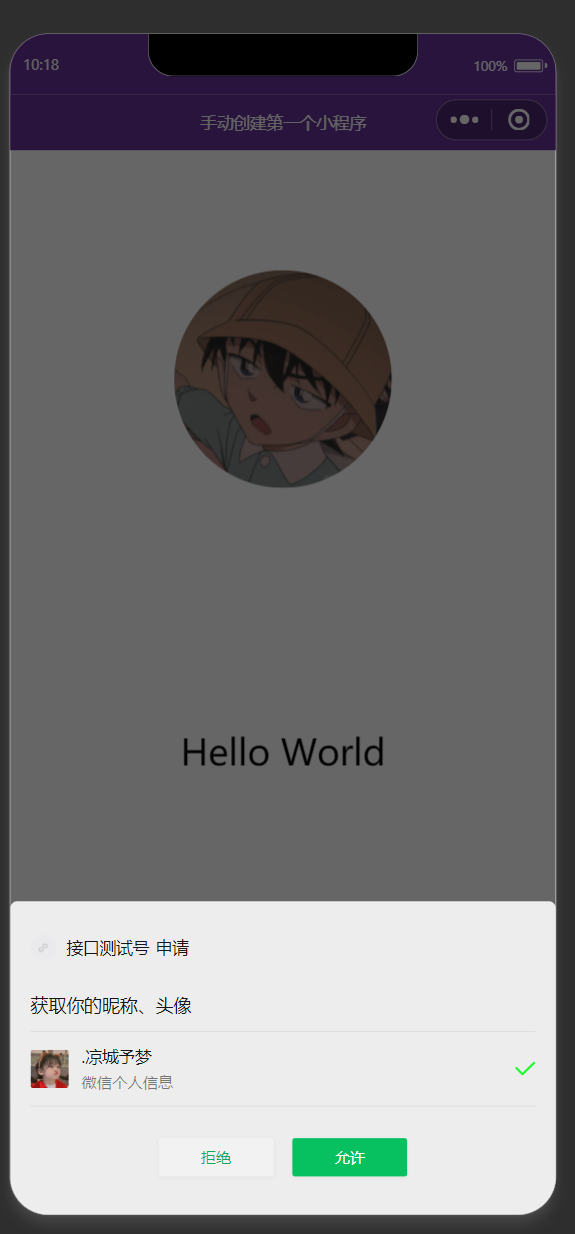 10:18
100%
手动创建第一个小程序
Hello World
接口测试号 申请
获取你的昵称、头像
.凉城予梦
微信个人信息
拒绝
允许